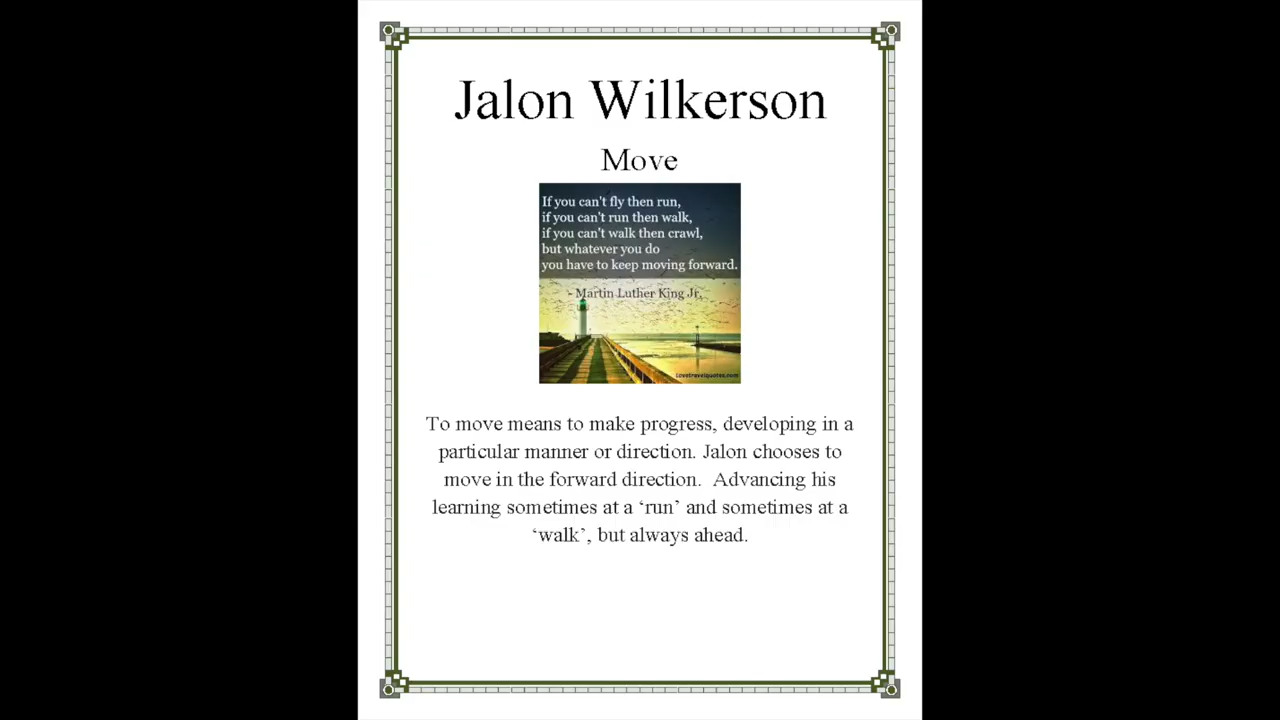 Jalon Wilkerson
Move
If you can't fly then run,
if you can't run then walk,
if you can't walk then crawl,
but whatever you do
you have to keep moving forward.
- Martin Luther King Jr.
Lovetravelquotes.com
To move means to make progress, developing in a
particular manner or direction. Jalon chooses to
move in the forward direction.  Advancing his
learning sometimes at a ‘run’ and sometimes at a
‘walk’, but always ahead.